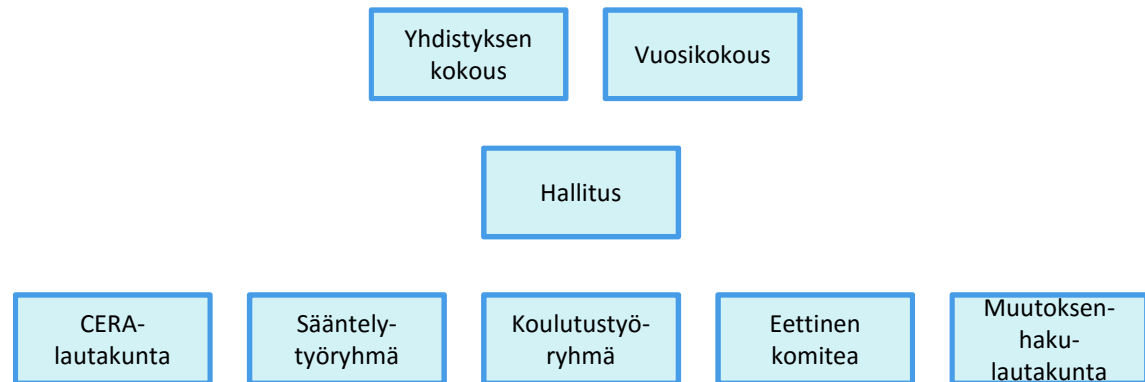 Yhdistyksen
kokous
Vuosikokous
Hallitus
CERA-
lautakunta
Sääntely-
työryhmä
Koulutustyö-
ryhmä
Eettinen
komitea
Muutoksen-
haku-
lautakunta